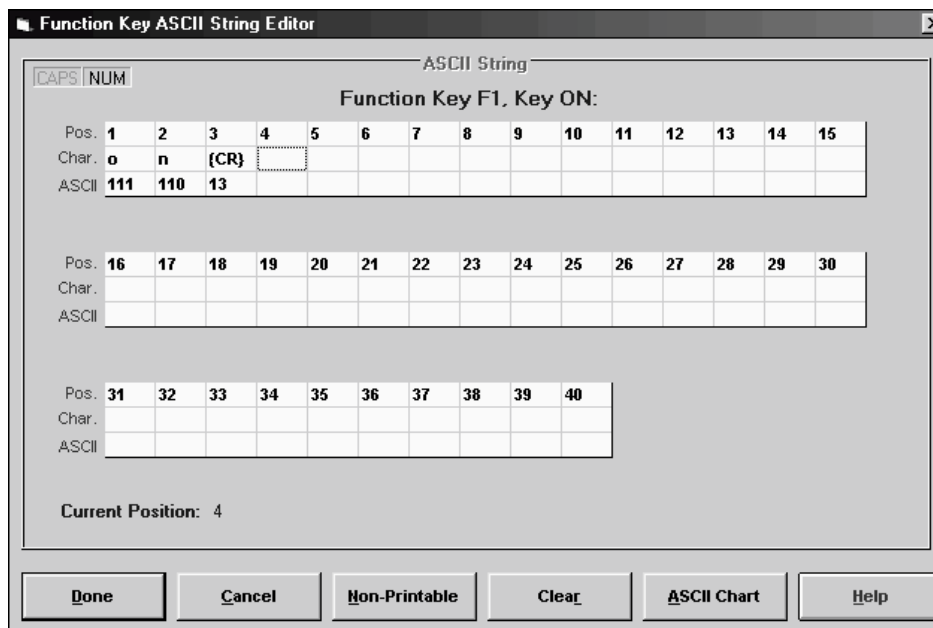 Function Key ASCII String Editor
ASCII String
CAPS NUM
Function Key F1, Key ON:
Pos. 1 2 3 4 5 6 7 8 9 10 11 12 13 14 15
Char. o n {CR}
ASCII 111 110 13
Pos. 16 17 18 19 20 21 22 23 24 25 26 27 28 29 30
Char.
ASCII
Pos. 31 32 33 34 35 36 37 38 39 40
Char.
ASCII
Current Position: 4
Done Cancel Non-Printable Clear ASCII Chart Help